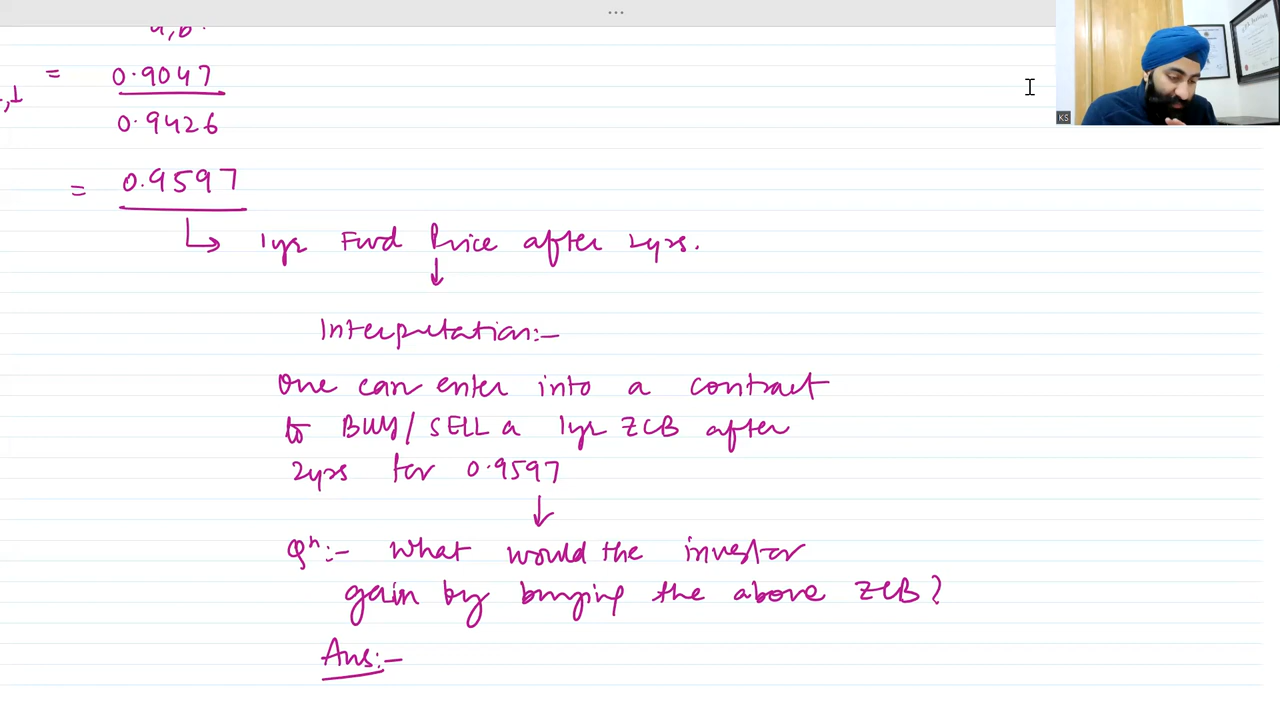 a,b.
= 0.9047
0.9426
= 0.9597
1yr Fwd Price after 2yrs.
Interpretation:-
One can enter into a contract
to BUY/SELL a 1yr ZCB after
2yrs for 0.9597
Qn:- What would the investor
gain by buying the above ZCB?
Ans:-
KS